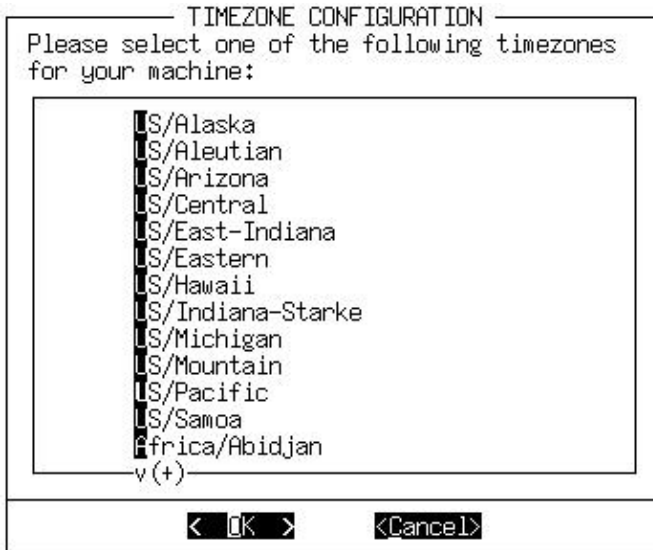 TIMEZONE CONFIGURATION
Please select one of the following timezones
for your machine:
US/Alaska
US/Aleutian
US/Arizona
US/Central
US/East-Indiana
US/Eastern
US/Hawaii
US/Indiana-Starke
US/Michigan
US/Mountain
US/Pacific
US/Samoa
Africa/Abidjan
v(+)
< OK > <Cancel>